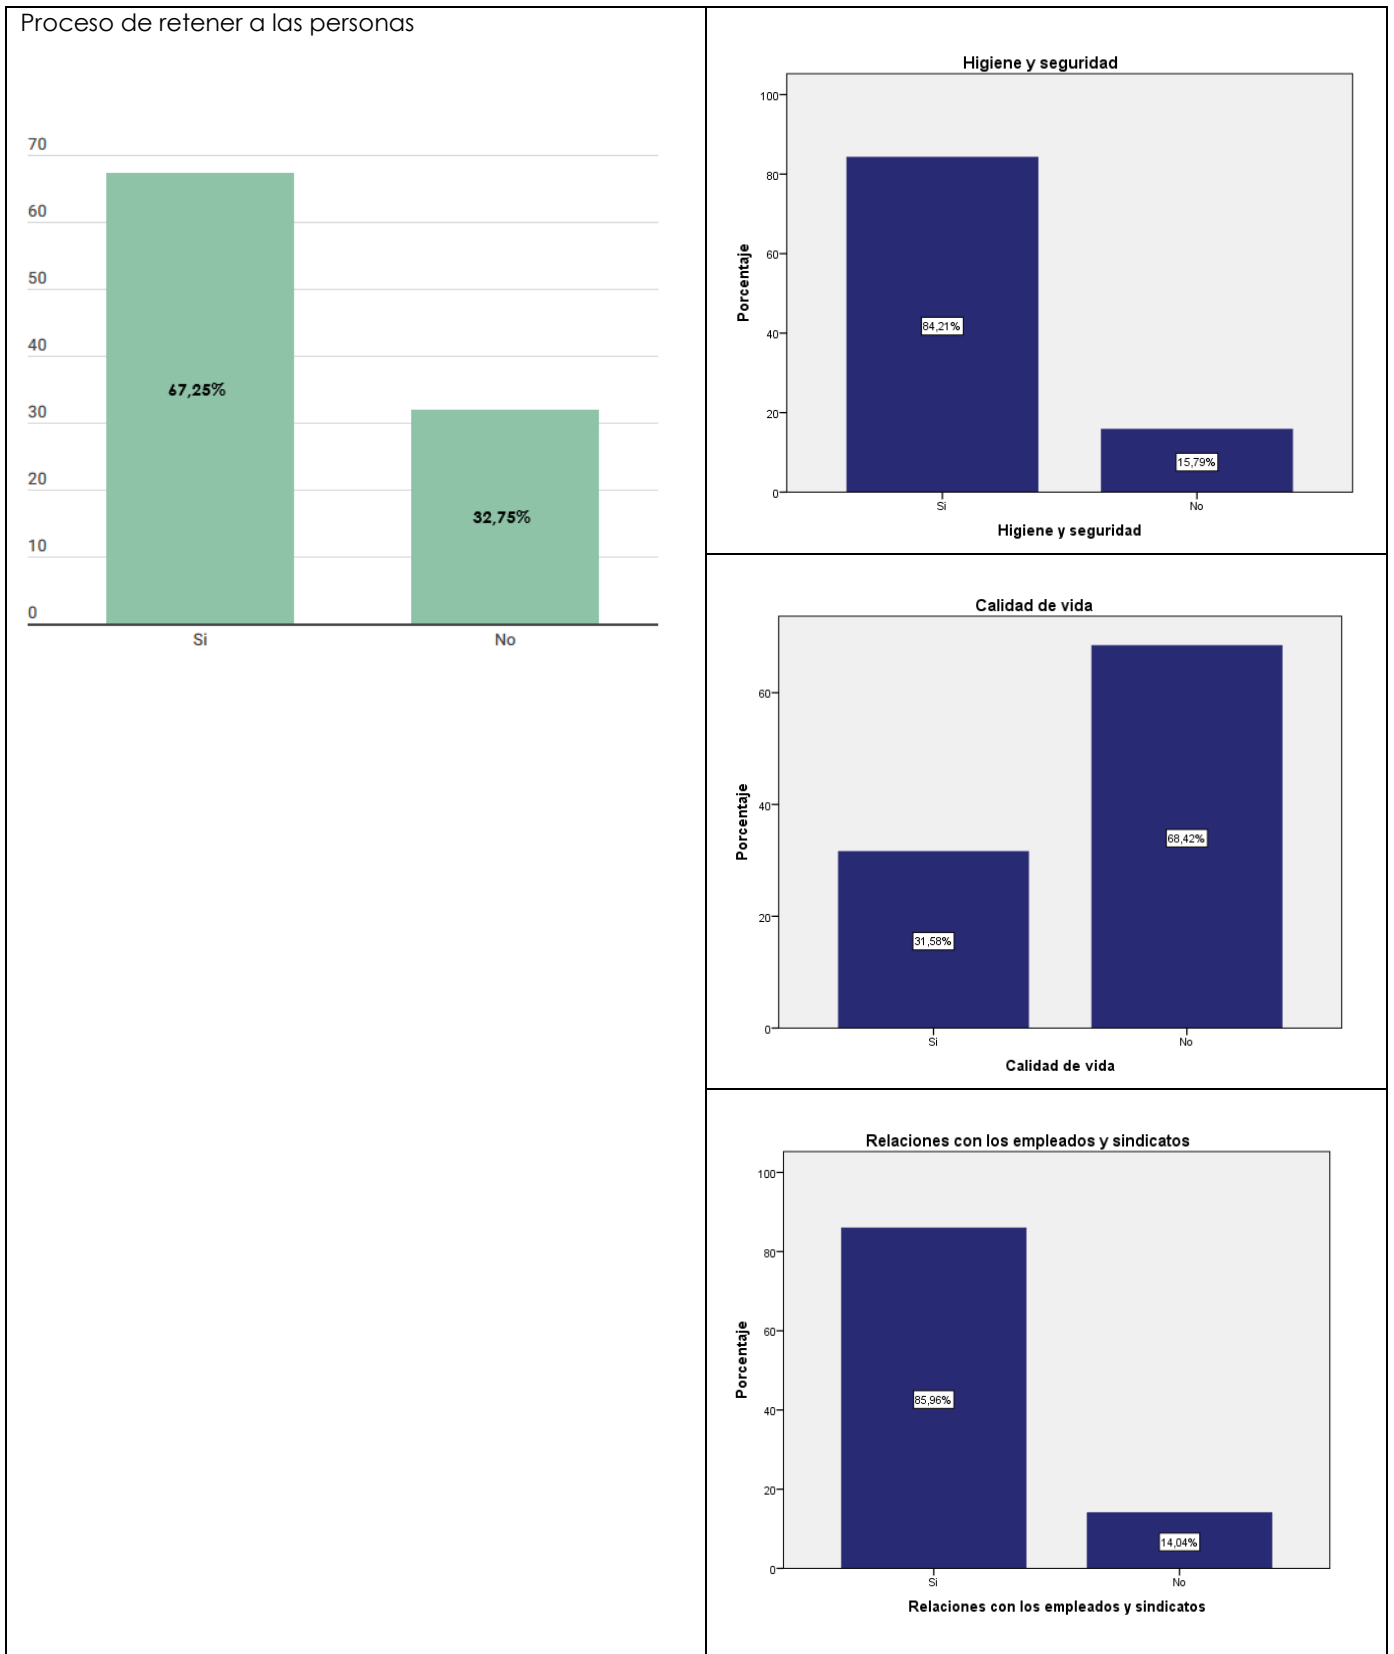 Proceso de retener a las personas
70
60
50
40
30
20
10
0
67,25%
32,75%
Si
No
Higiene y seguridad
Porcentaje
100
80
60
40
20
0
84,21%
15,79%
Si
No
Higiene y seguridad
Calidad de vida
Porcentaje
60
40
20
0
31,58%
68,42%
Si
No
Calidad de vida
Relaciones con los empleados y sindicatos
Porcentaje
100
80
60
40
20
0
85,96%
14,04%
Si
No
Relaciones con los empleados y sindicatos